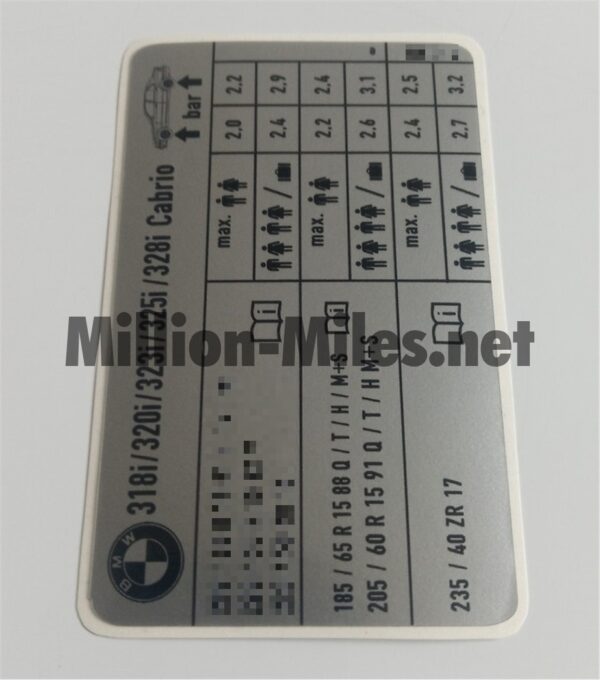 BMW
318i/320i/323i/325i/328i Cabrio
bar
max.
2.0 2.2
/
2.4 2.9
185 / 65 R 15 88 Q / T / H / M+S
205 / 60 R 15 91 Q / T / H M+S
max.
2.2 2.4
/
2.6 3.1
235 / 40 ZR 17
max.
2.4 2.5
/
2.7 3.2
Million-Miles.net